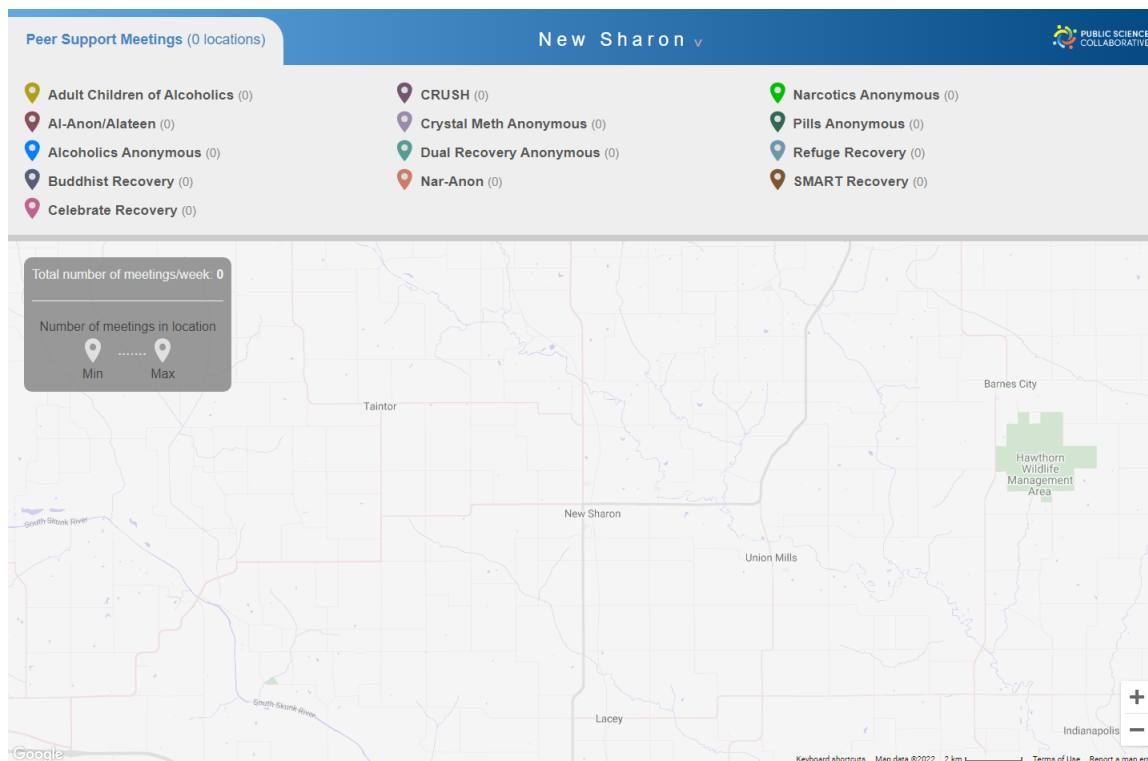 Peer Support Meetings (0 locations)
New Sharon v
PUBLIC SCIENCE
COLLABORATIVE
Adult Children of Alcoholics (0)
CRUSH (0)
Narcotics Anonymous (0)
Al-Anon/Alateen (0)
Crystal Meth Anonymous (0)
Pills Anonymous (0)
Alcoholics Anonymous (0)
Dual Recovery Anonymous (0)
Refuge Recovery (0)
Buddhist Recovery (0)
Nar-Anon (0)
SMART Recovery (0)
Celebrate Recovery (0)
Total number of meetings/week: 0
Number of meetings in location
Min ....... Max
Barnes City
Taintor
Hawthorn
Wildlife
Management
Area
New Sharon
South Skunk River
Union Mills
South Skunk River
Lacey
Indianapolis
+
−
Google
Keyboard shortcuts Map data ©2022 2 km Terms of Use Report a map